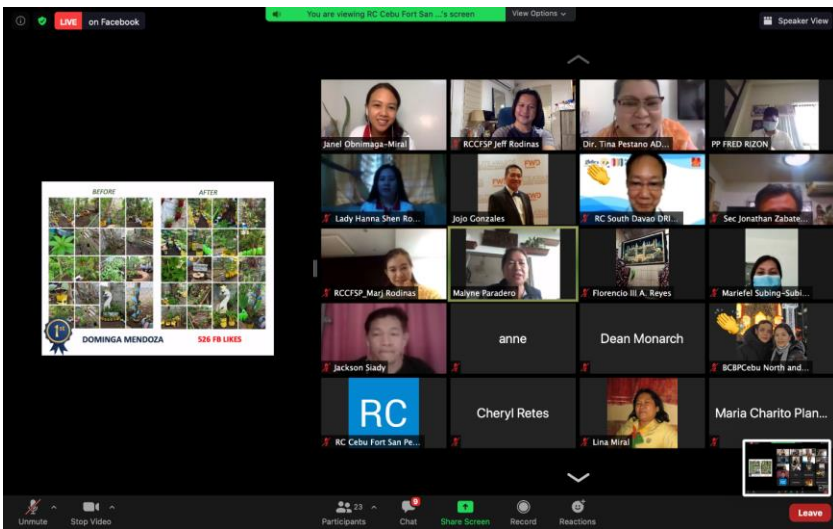 LIVE on Facebook
You are viewing RC Cebu Fort San ...'s screen
View Options
Speaker View
BEFORE
AFTER
1st
DOMINGA MENDOZA
526 FB LIKES
Janel Obnimaga-Miral
RCCFSP Jeff Rodinas
Dir. Tina Pestano AD...
PP FRED RIZON
Lady Hanna Shen Ro...
Jojo Gonzales
RC South Davao DRI...
Sec Jonathan Zabate...
RCCFSP_Marj Rodinas
Malyne Paradero
Florencio III A. Reyes
Mariefel Subing-Subi...
Jackson Siady
anne
Dean Monarch
BCBPCebu North and...
RC
RC Cebu Fort San Pe...
Cheryl Retes
Lina Miral
Maria Charito Plan...
Unmute
Stop Video
23
Participants
9
Chat
Share Screen
Record
Reactions
Leave